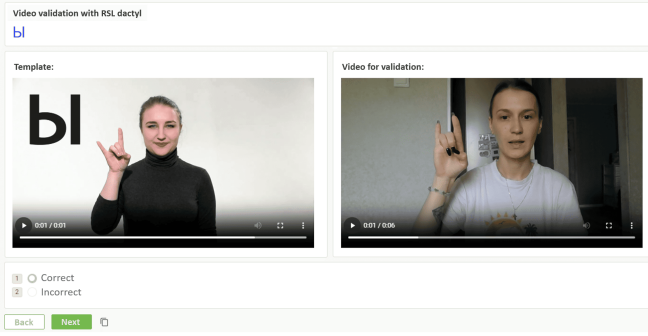 Video validation with RSL dactyl
Ы
Template:
Video for validation:
Ы
0:01 / 0:01
0:01 / 0:06
1 Correct
2 Incorrect
Back Next